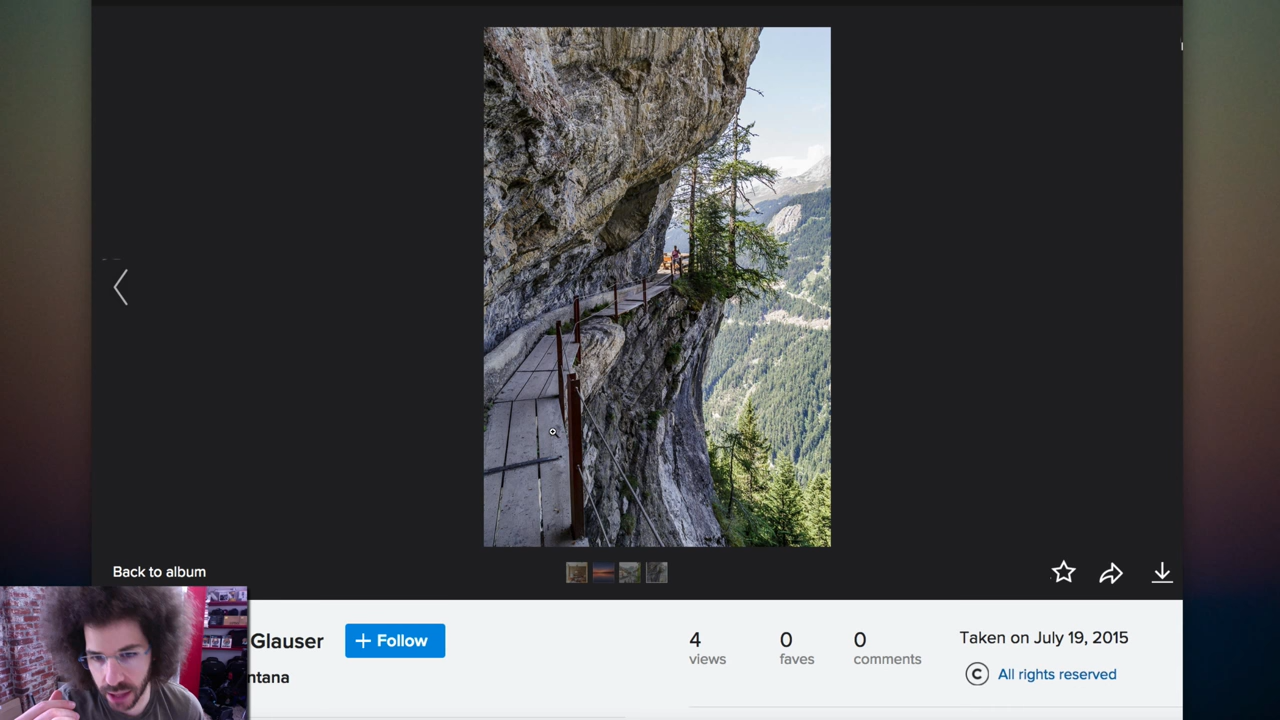 Back to album
Glauser
+ Follow
ntana
4
views
0
faves
0
comments
Taken on July 19, 2015
© All rights reserved